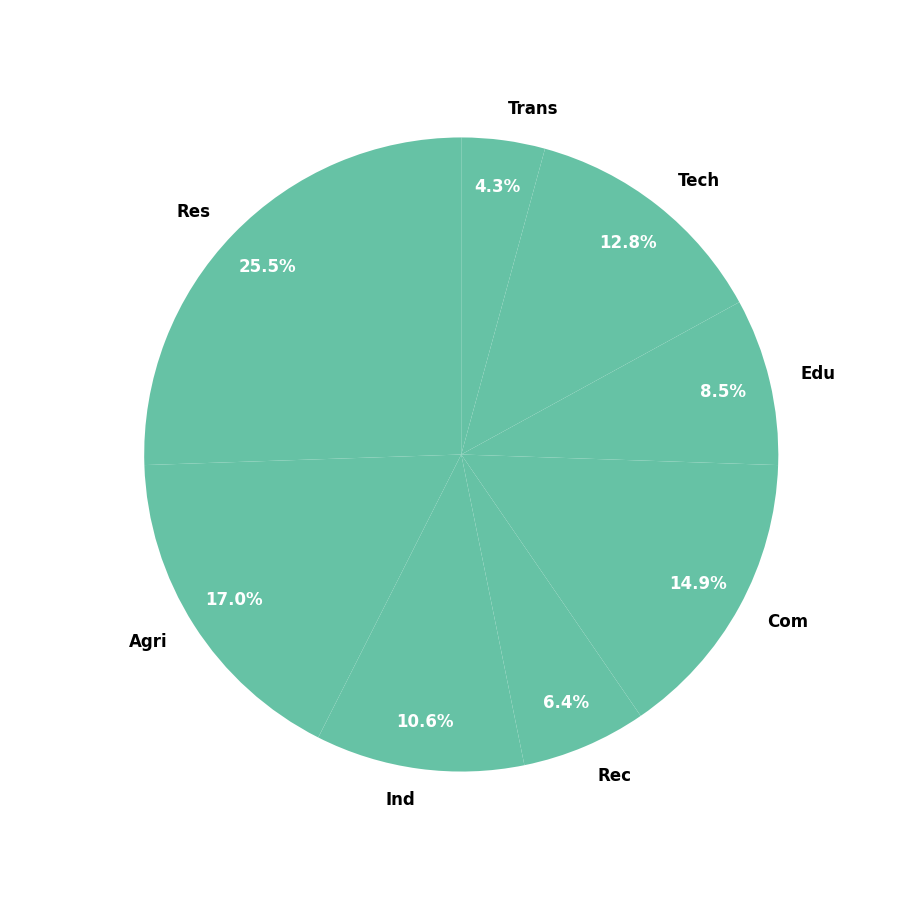 Trans
4.3%
Tech
12.8%
Res
25.5%
Edu
8.5%
14.9%
Com
17.0%
Agri
6.4%
Rec
10.6%
Ind